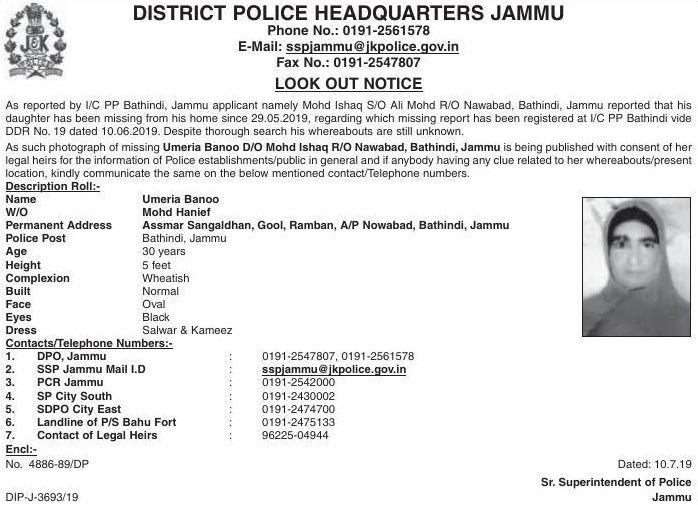 DISTRICT POLICE HEADQUARTERS JAMMU
Phone No.: 0191-2561578
E-Mail: sspjammu@jkpolice.gov.in
Fax No.: 0191-2547807
LOOK OUT NOTICE
As reported by I/C PP Bathindi, Jammu applicant namely Mohd Ishaq S/O Ali Mohd R/O Nawabad, Bathindi, Jammu reported that his
daughter has been missing from his home since 29.05.2019, regarding which missing report has been registered at I/C PP Bathindi vide
DDR No. 19 dated 10.06.2019. Despite thorough search his whereabouts are still unknown.
As such photograph of missing Umeria Banoo D/O Mohd Ishaq R/O Nawabad, Bathindi, Jammu is being published with consent of her
legal heirs for the information of Police establishments/public in general and if anybody having any clue related to her whereabouts/present
location, kindly communicate the same on the below mentioned contact/Telephone numbers.
Description Roll:-
Name Umeria Banoo
W/O Mohd Hanief
Permanent Address Assmar Sangaldhan, Gool, Ramban, A/P Nowabad, Bathindi, Jammu
Police Post Bathindi, Jammu
Age 30 years
Height 5 feet
Complexion Wheatish
Built Normal
Face Oval
Eyes Black
Dress Salwar & Kameez
Contacts/Telephone Numbers:-
1. DPO, Jammu : 0191-2547807, 0191-2561578
2. SSP Jammu Mail I.D : sspjammu@jkpolice.gov.in
3. PCR Jammu : 0191-2542000
4. SP City South : 0191-2430002
5. SDPO City East : 0191-2474700
6. Landline of P/S Bahu Fort : 0191-2475133
7. Contact of Legal Heirs : 96225-04944
Encl:-
No. 4886-89/DP Dated: 10.7.19
Sr. Superintendent of Police
DIP-J-3693/19 Jammu